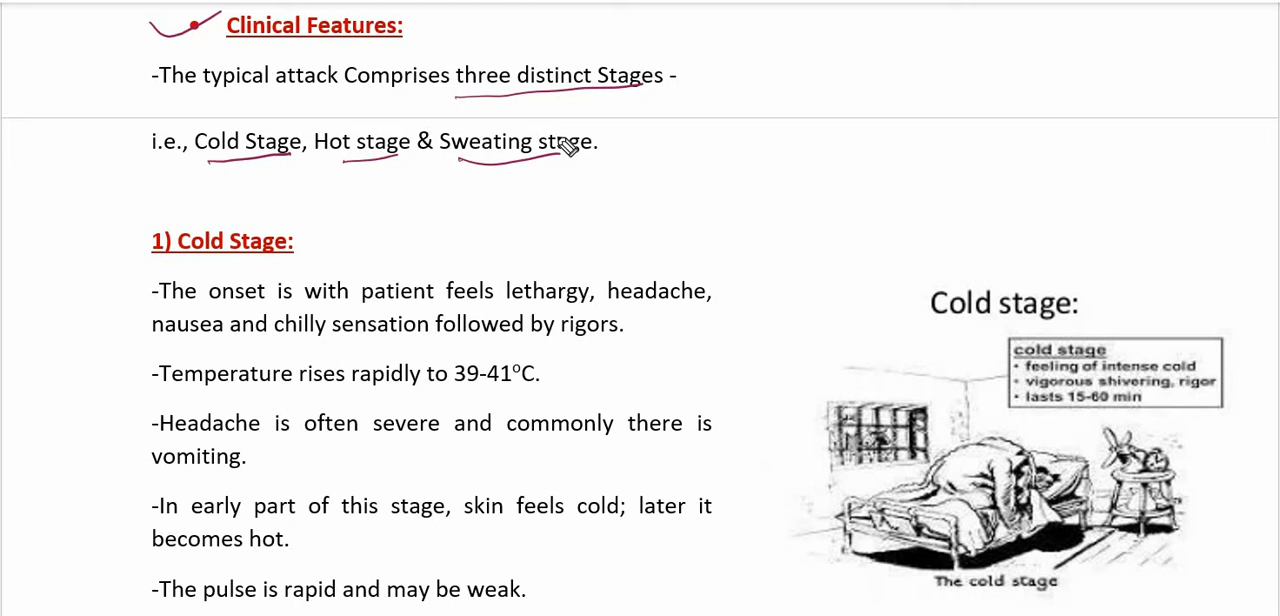 Clinical Features:
-The typical attack Comprises three distinct Stages -
i.e., Cold Stage, Hot stage & Sweating stage.
1) Cold Stage:
-The onset is with patient feels lethargy, headache,
nausea and chilly sensation followed by rigors.
-Temperature rises rapidly to 39-41°C.
-Headache is often severe and commonly there is
vomiting.
-In early part of this stage, skin feels cold; later it
becomes hot.
-The pulse is rapid and may be weak.
Cold stage:
cold stage
• feeling of intense cold
• vigorous shivering, rigor
• lasts 15-60 min
The cold stage